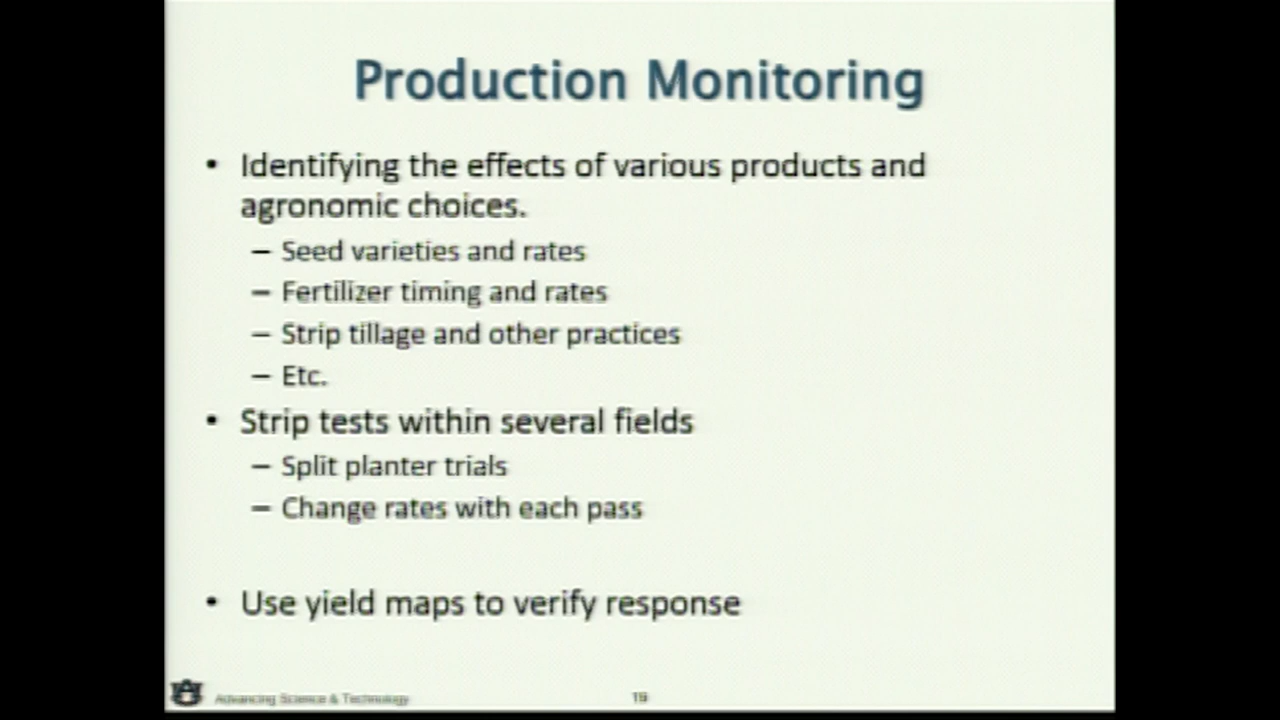 Production Monitoring
• Identifying the effects of various products and
agronomic choices.
– Seed varieties and rates
– Fertilizer timing and rates
– Strip tillage and other practices
– Etc.
• Strip tests within several fields
– Split planter trials
– Change rates with each pass
• Use yield maps to verify response
Advancing Science & Technology
19